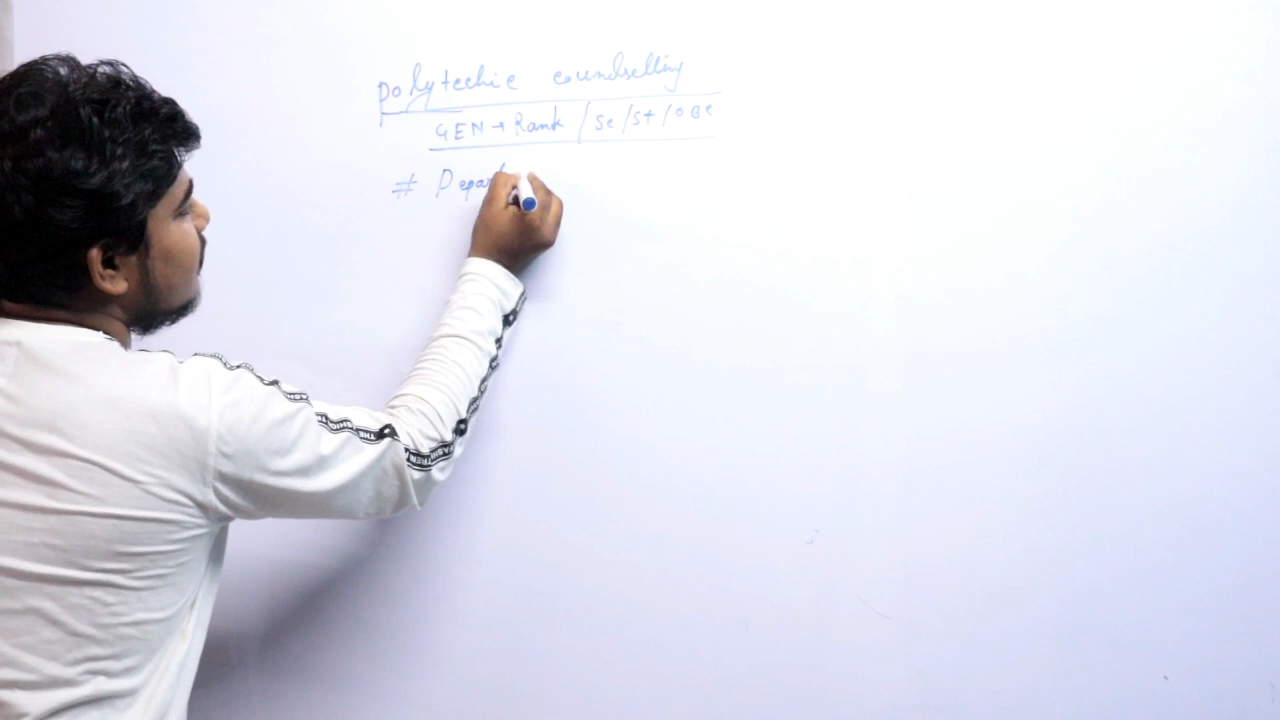 polytechic coundselling
GEN → Rank / Sc / St / OBC
# Depar